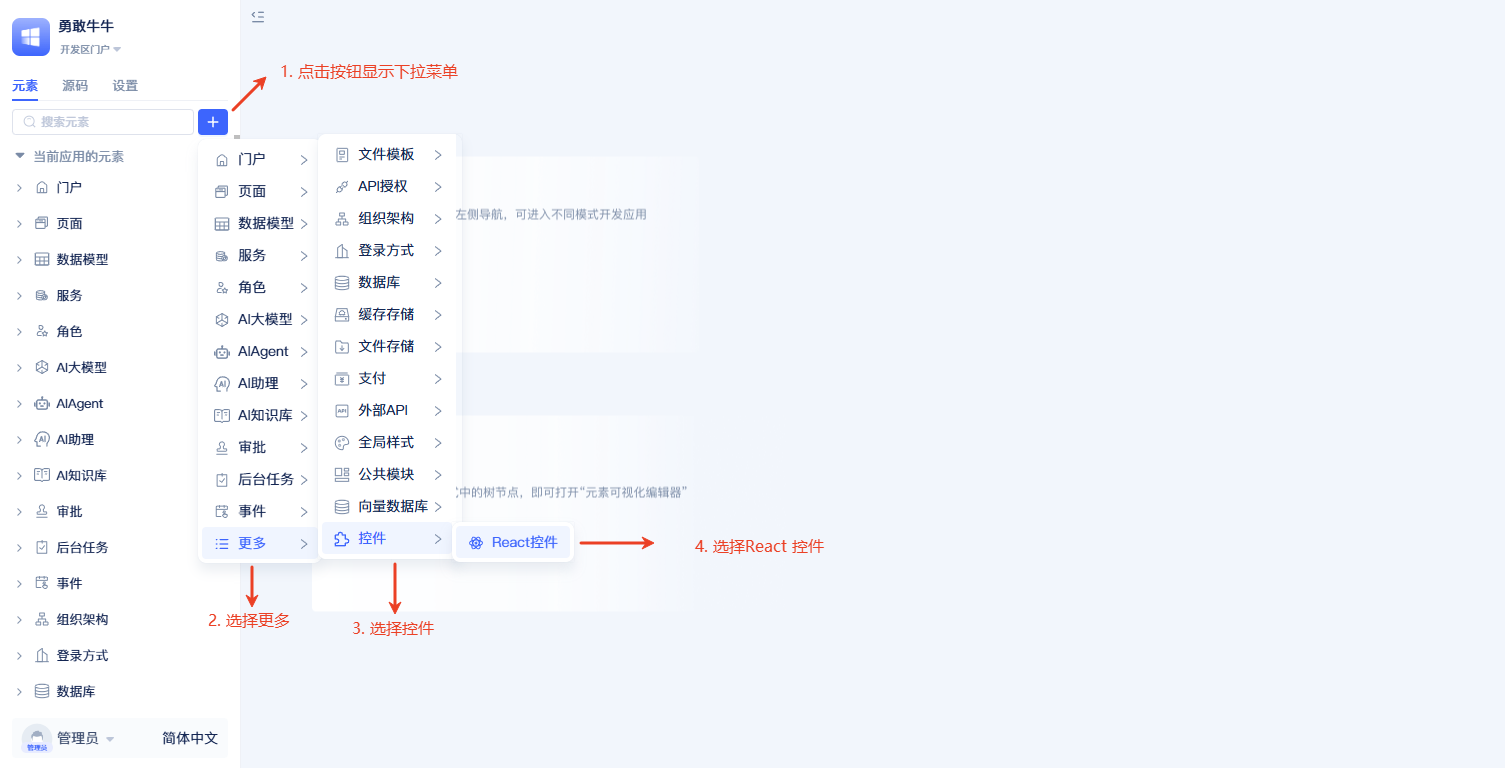 勇敢牛牛
开发区门户
元素 源码 设置
搜索元素
当前应用的元素
门户
页面
数据模型
服务
角色
AI大模型
AIAgent
AI助理
AI知识库
审批
后台任务
事件
组织架构
登录方式
数据库
管理员
管理员
简体中文
1. 点击按钮显示下拉菜单
门户
页面
数据模型
服务
角色
AI大模型
AIAgent
AI助理
AI知识库
审批
后台任务
事件
更多
2. 选择更多
文件模板
API授权
组织架构
登录方式
数据库
缓存存储
文件存储
支付
外部API
全局样式
公共模块
向量数据库
控件
3. 选择控件
React控件
4. 选择React 控件
左侧导航，可进入不同模式开发应用
中的树节点，即可打开“元素可视化编辑器”